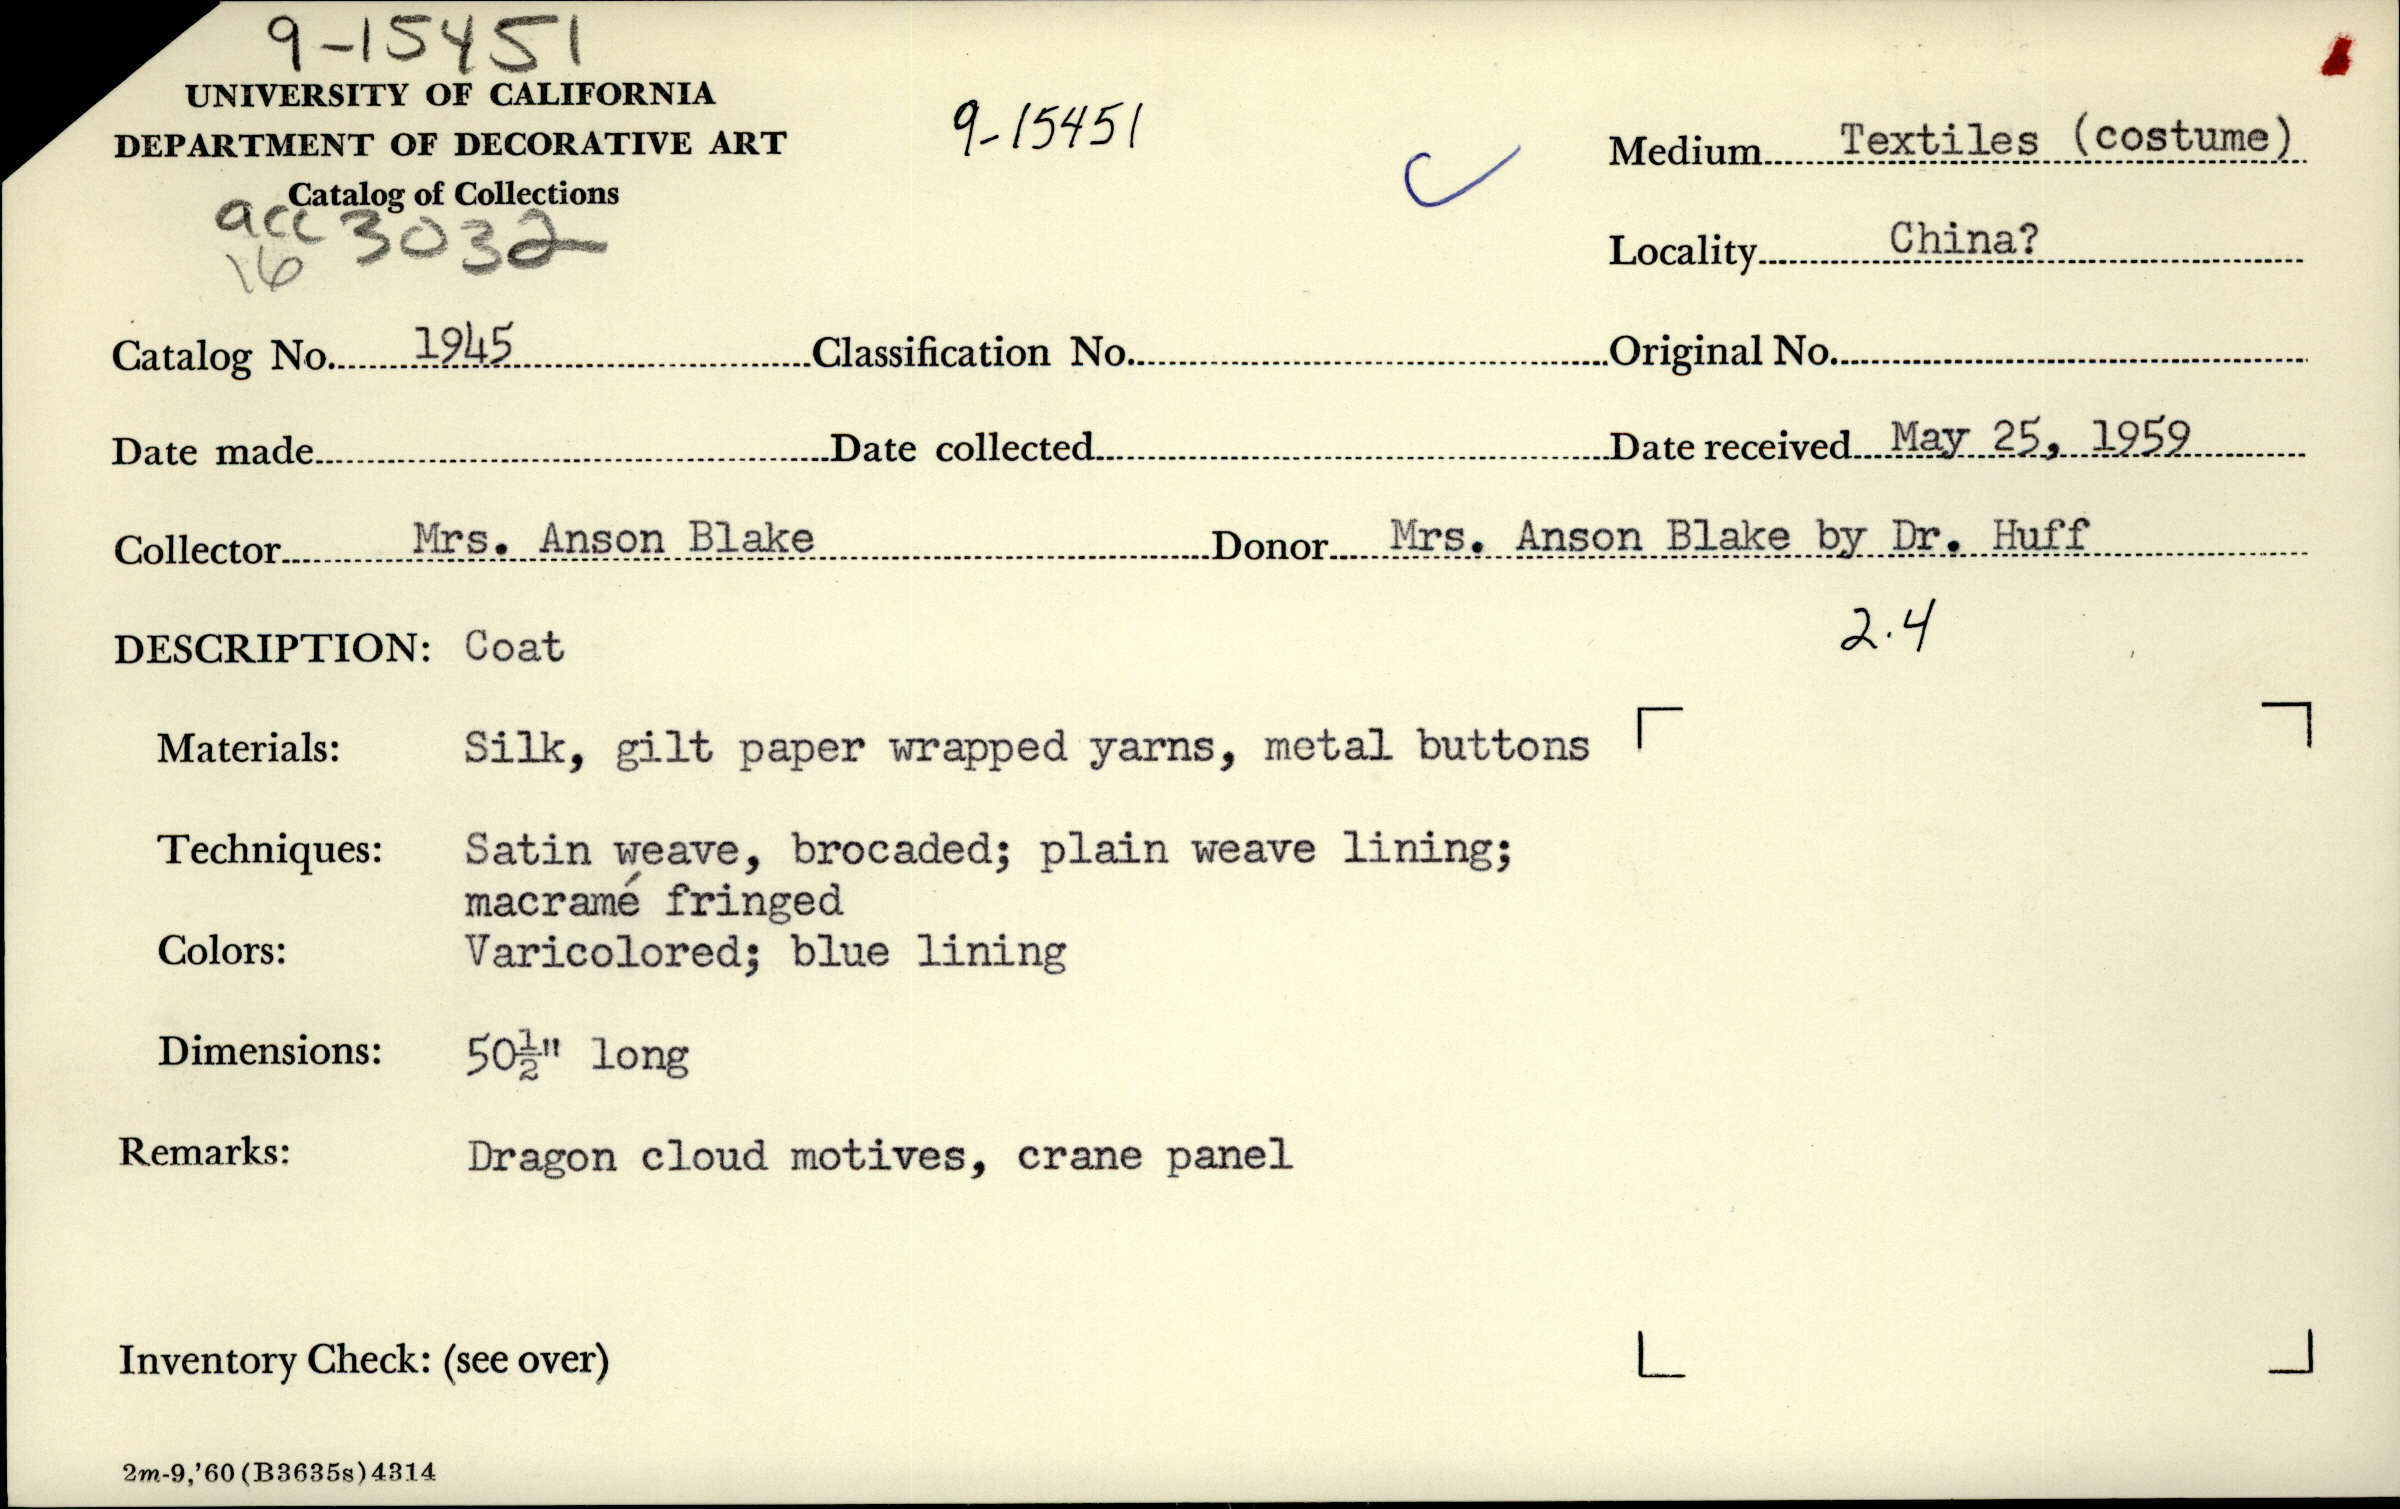 9-15451
UNIVERSITY OF CALIFORNIA
DEPARTMENT OF DECORATIVE ART
Catalog of Collections
acc 3032
16
9-15451
Medium Textiles (costume)
Locality China?
Catalog No. 1945 Classification No. Original No.
Date made Date collected Date received May 25, 1959
Collector Mrs. Anson Blake Donor Mrs. Anson Blake by Dr. Huff
2.4
DESCRIPTION: Coat
Materials: Silk, gilt paper wrapped yarns, metal buttons
Techniques: Satin weave, brocaded; plain weave lining;
macramé fringed
Colors: Varicolored; blue lining
Dimensions: 50½" long
Remarks: Dragon cloud motives, crane panel
Inventory Check: (see over)
2m-9,'60(B3635s)4314